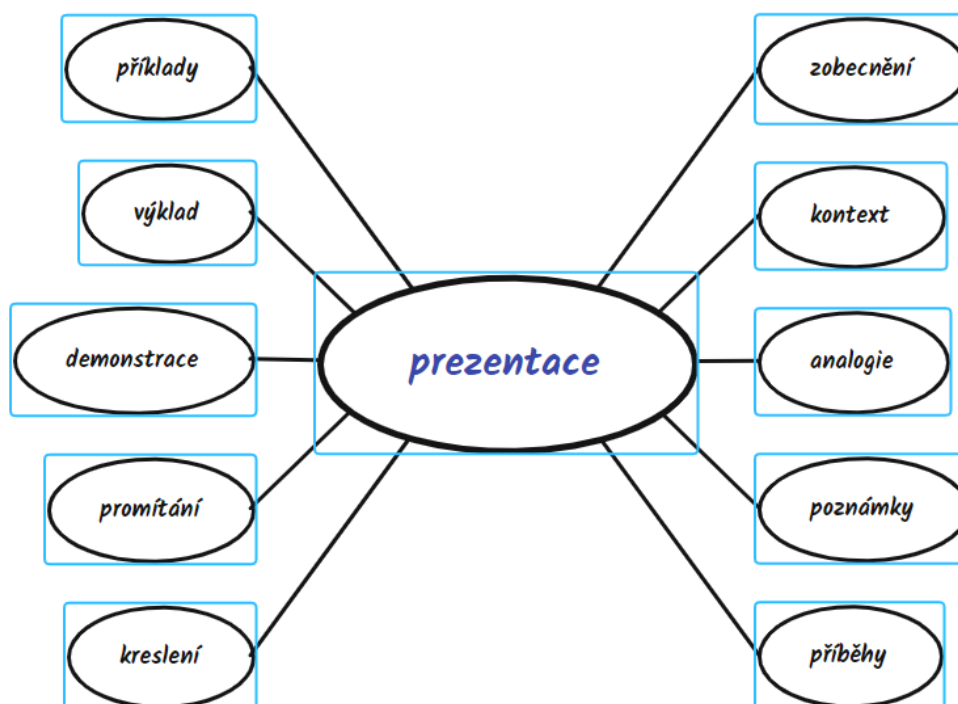 příklady
zobecnění
výklad
kontext
demonstrace
prezentace
analogie
promítání
poznámky
kreslení
příběhy